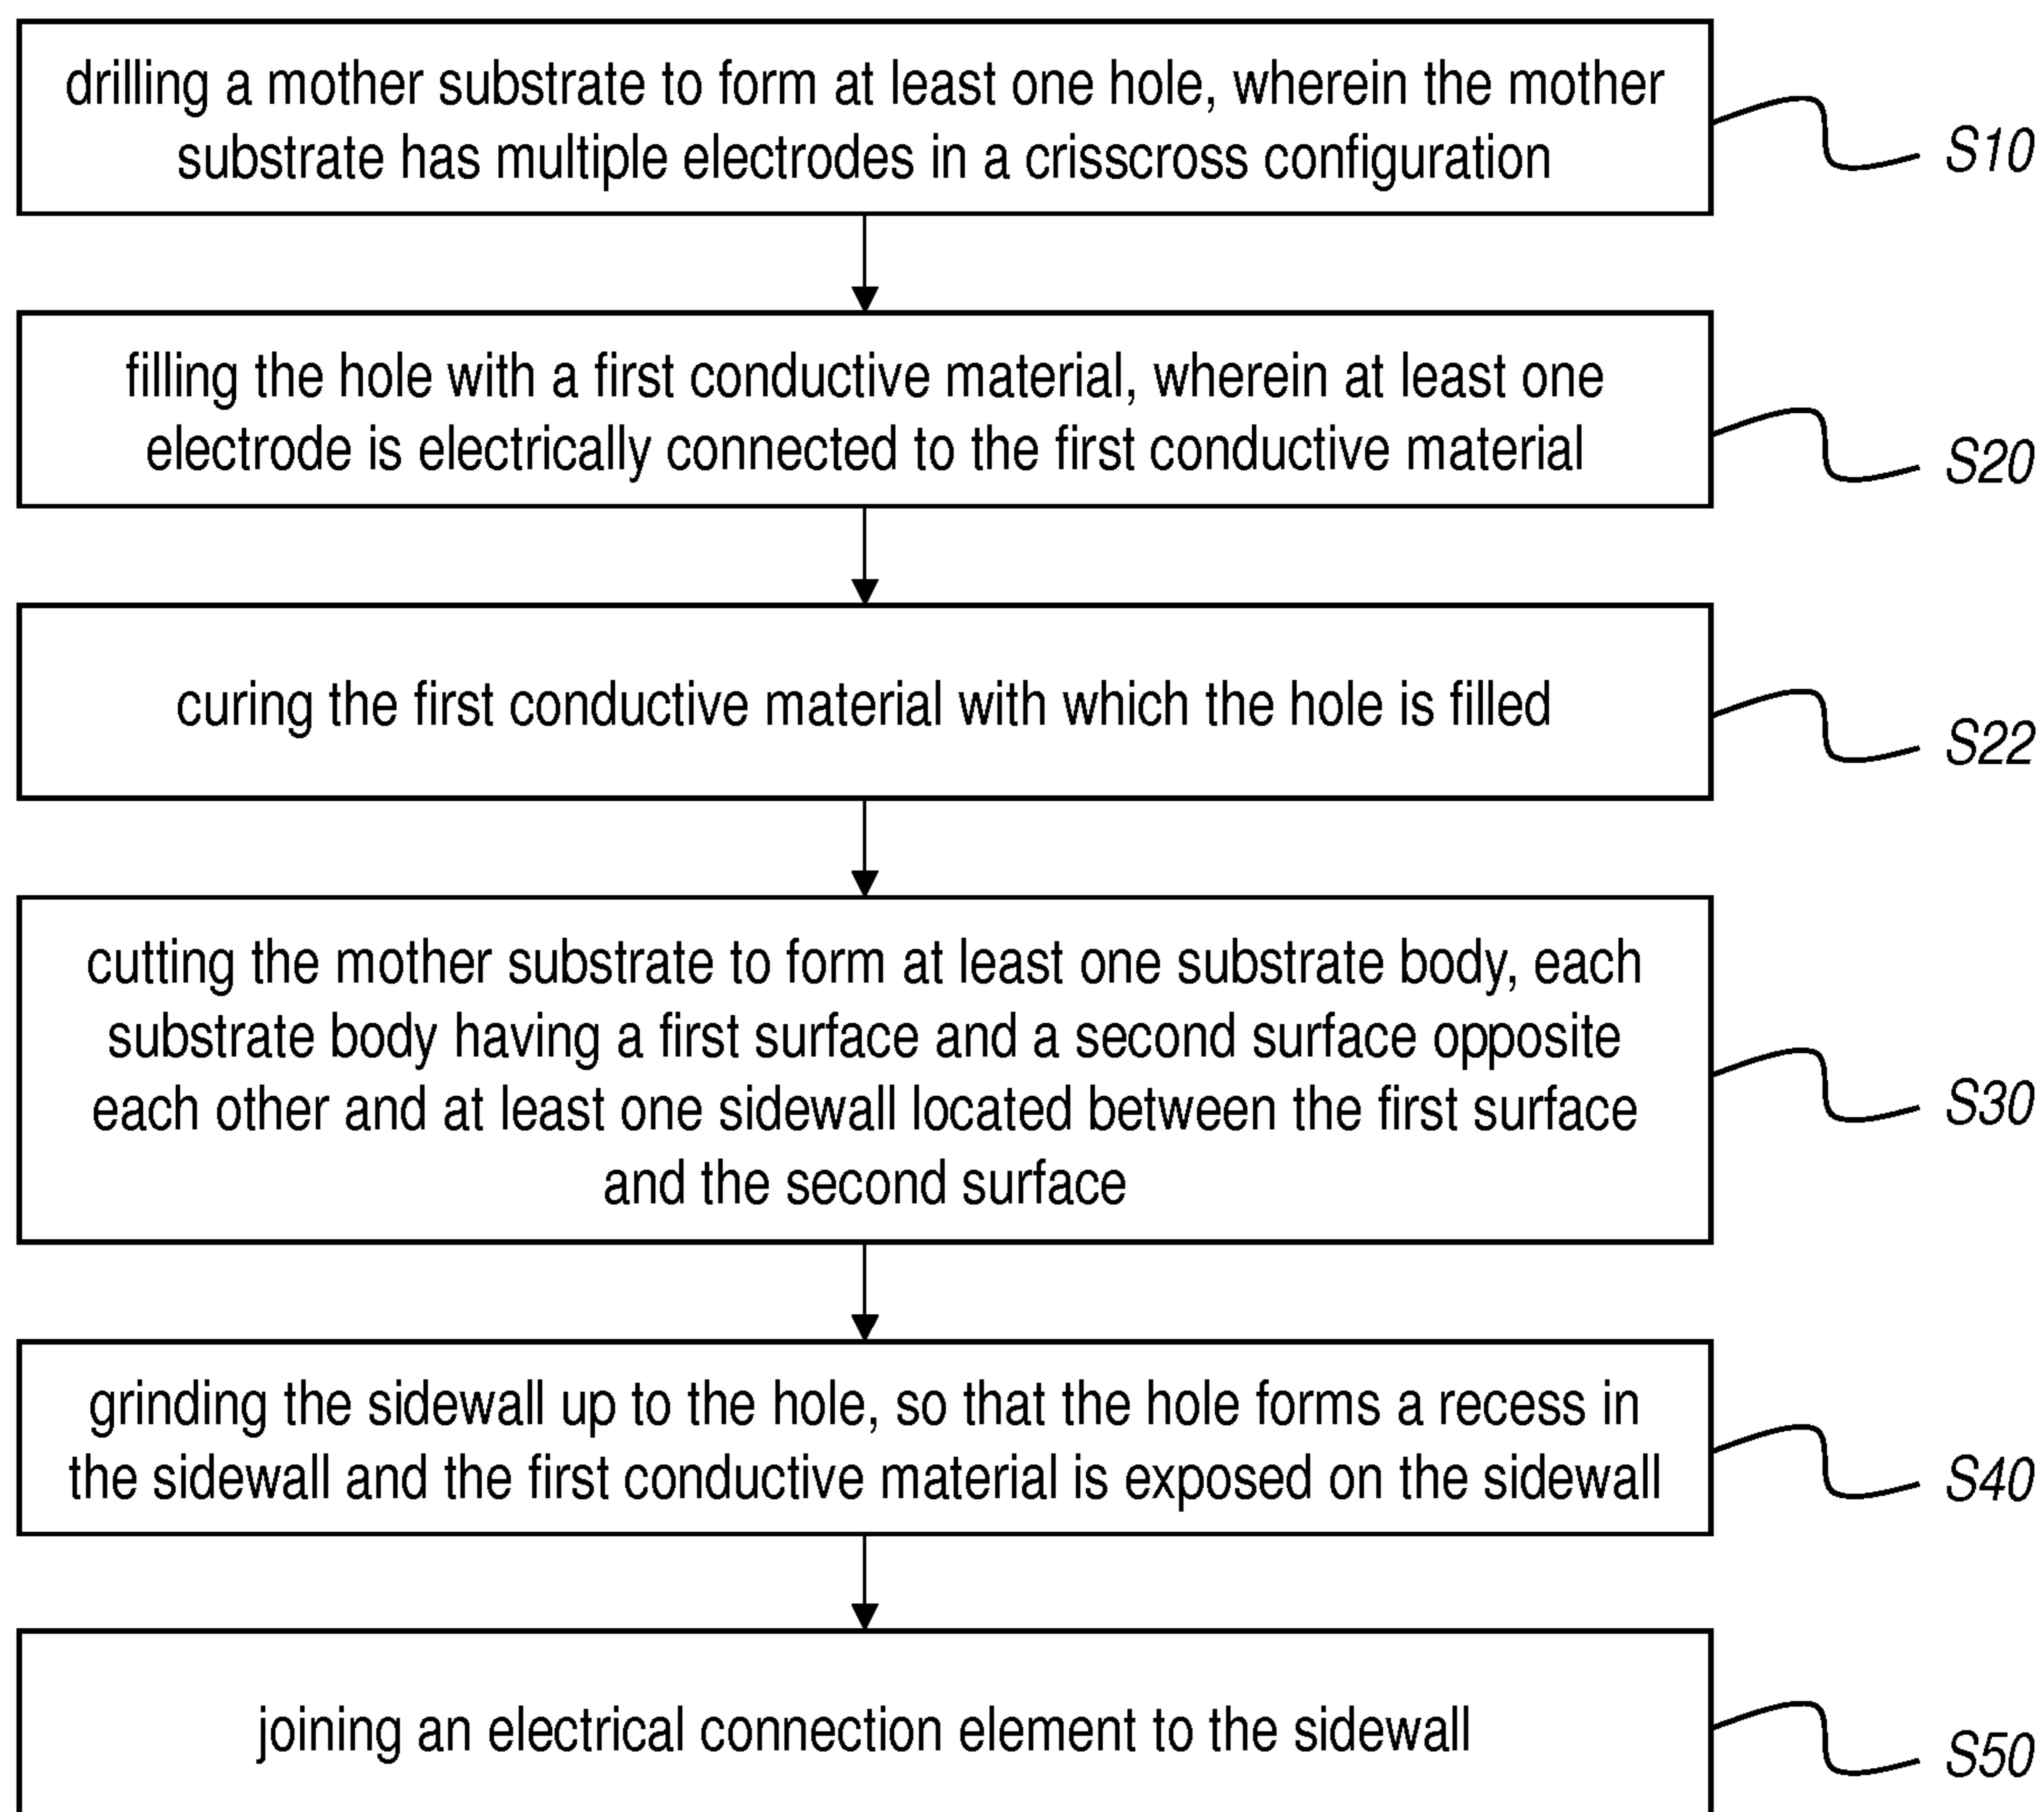 drilling a mother substrate to form at least one hole, wherein the mother
substrate has multiple electrodes in a crisscross configuration
S10
filling the hole with a first conductive material, wherein at least one
electrode is electrically connected to the first conductive material
S20
curing the first conductive material with which the hole is filled
S22
cutting the mother substrate to form at least one substrate body, each
substrate body having a first surface and a second surface opposite
each other and at least one sidewall located between the first surface
and the second surface
S30
grinding the sidewall up to the hole, so that the hole forms a recess in
the sidewall and the first conductive material is exposed on the sidewall
S40
joining an electrical connection element to the sidewall
S50